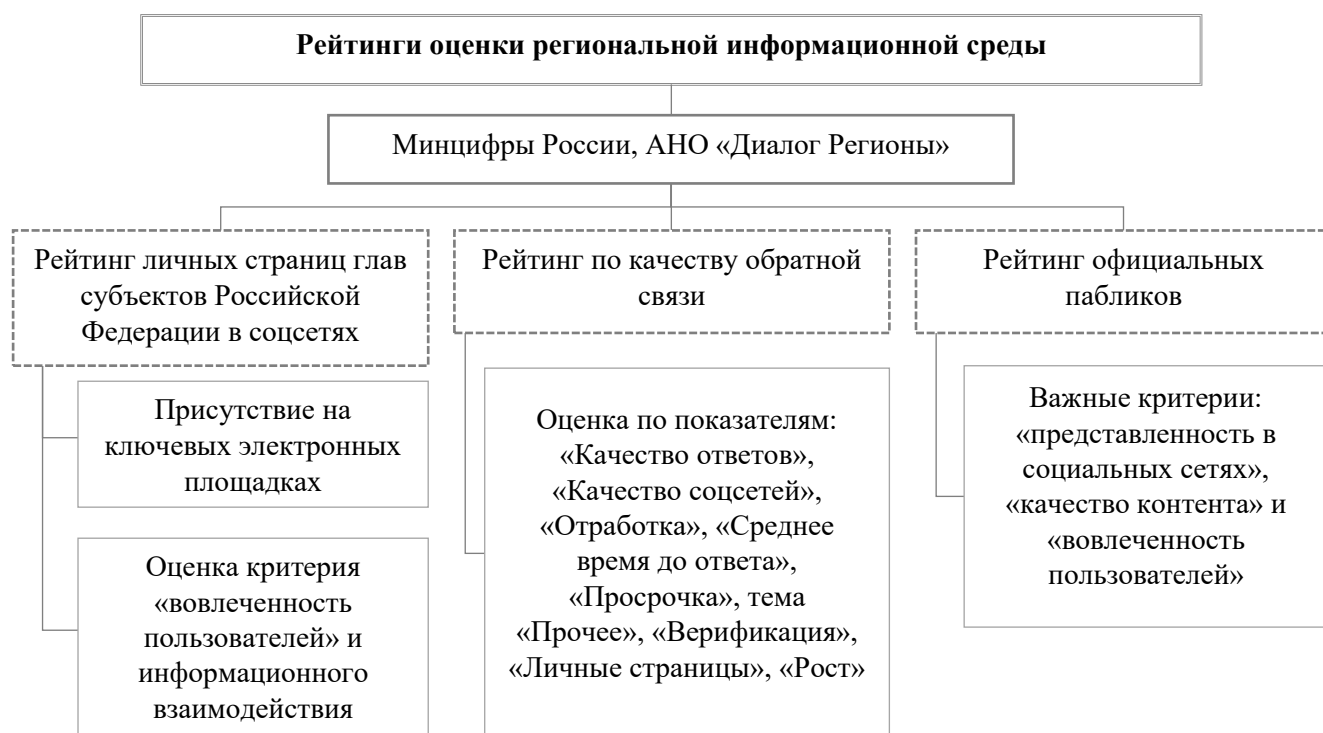 Рейтинги оценки региональной информационной среды
Минцифры России, АНО «Диалог Регионы»
Рейтинг личных страниц глав
субъектов Российской
Федерации в соцсетях
Присутствие на
ключевых электронных
площадках
Оценка критерия
«вовлеченность
пользователей» и
информационного
взаимодействия
Рейтинг по качеству обратной
связи
Оценка по показателям:
«Качество ответов»,
«Качество соцсетей»,
«Отработка», «Среднее
время до ответа»,
«Просрочка», тема
«Прочее», «Верификация»,
«Личные страницы», «Рост»
Рейтинг официальных
пабликов
Важные критерии:
«представленность в
социальных сетях»,
«качество контента» и
«вовлеченность
пользователей»